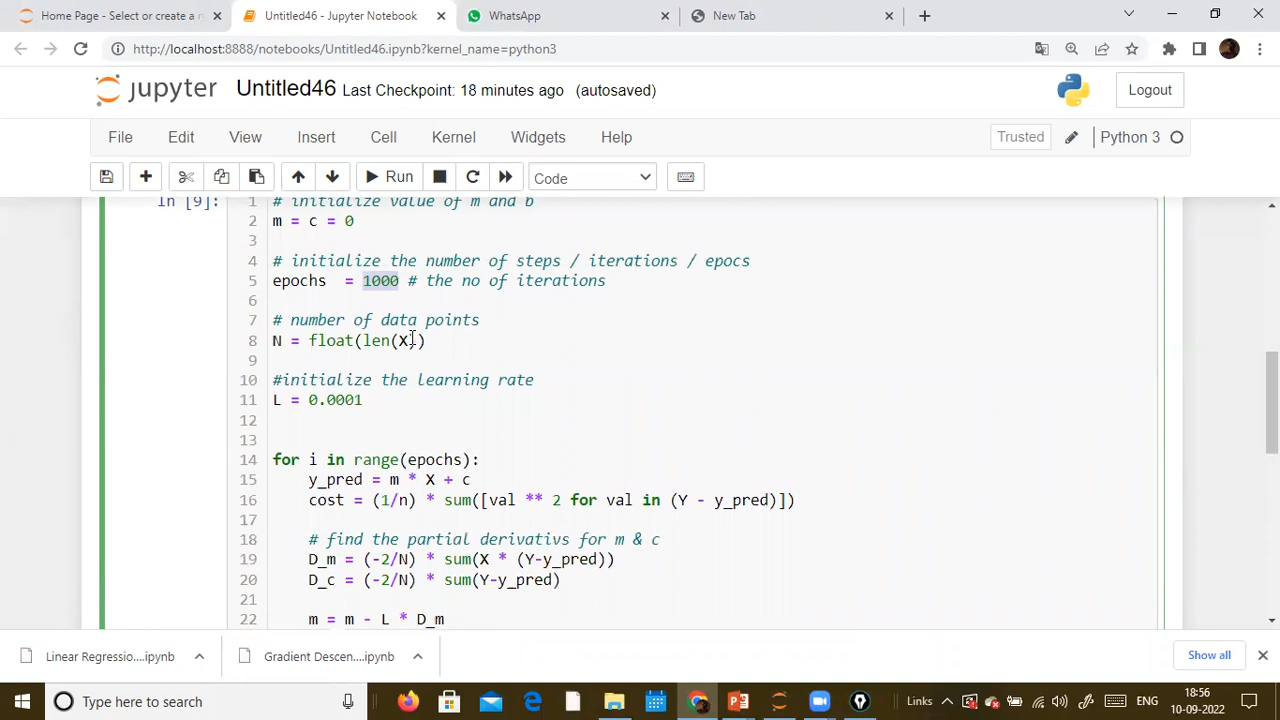 Home Page - Select or create a n
Untitled46 - Jupyter Notebook
WhatsApp
New Tab
http://localhost:8888/notebooks/Untitled46.ipynb?kernel_name=python3
jupyter Untitled46 Last Checkpoint: 18 minutes ago (autosaved)
Logout
File Edit View Insert Cell Kernel Widgets Help
Trusted
Python 3
Run
Code
In [9]:
1 # initialize value of m and b
2 m = c = 0
3
4 # initialize the number of steps / iterations / epocs
5 epochs  = 1000 # the no of iterations
6
7 # number of data points
8 N = float(len(X))
9
10 #initialize the learning rate
11 L = 0.0001
12
13
14 for i in range(epochs):
15     y_pred = m * X + c
16     cost = (1/n) * sum([val ** 2 for val in (Y - y_pred)])
17
18     # find the partial derivativs for m & c
19     D_m = (-2/N) * sum(X * (Y-y_pred))
20     D_c = (-2/N) * sum(Y-y_pred)
21
22     m = m - L * D_m
Linear Regressio....ipynb
Gradient Descen....ipynb
Show all
Type here to search
Links
ENG
18:56
10-09-2022